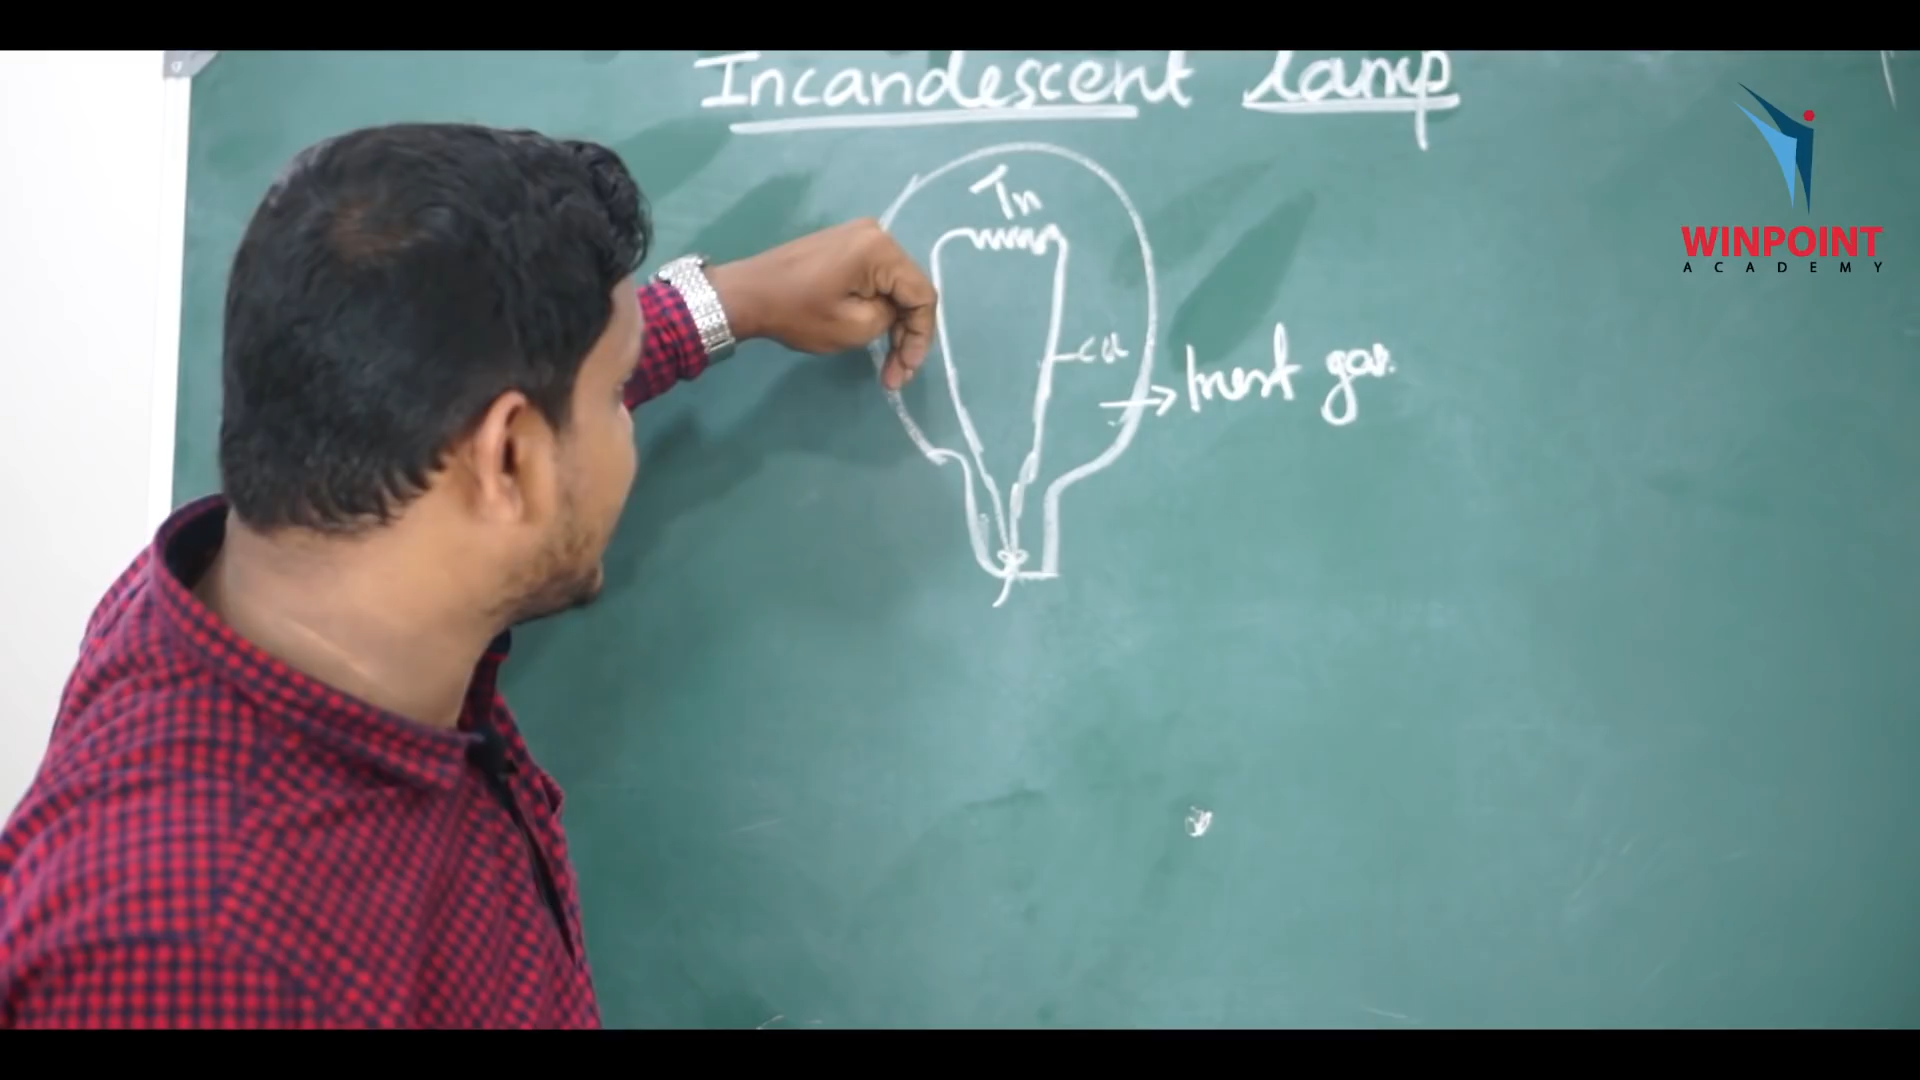 Incandescent lamp
Tn
cu
Inert gas.
WINPOINT
ACADEMY